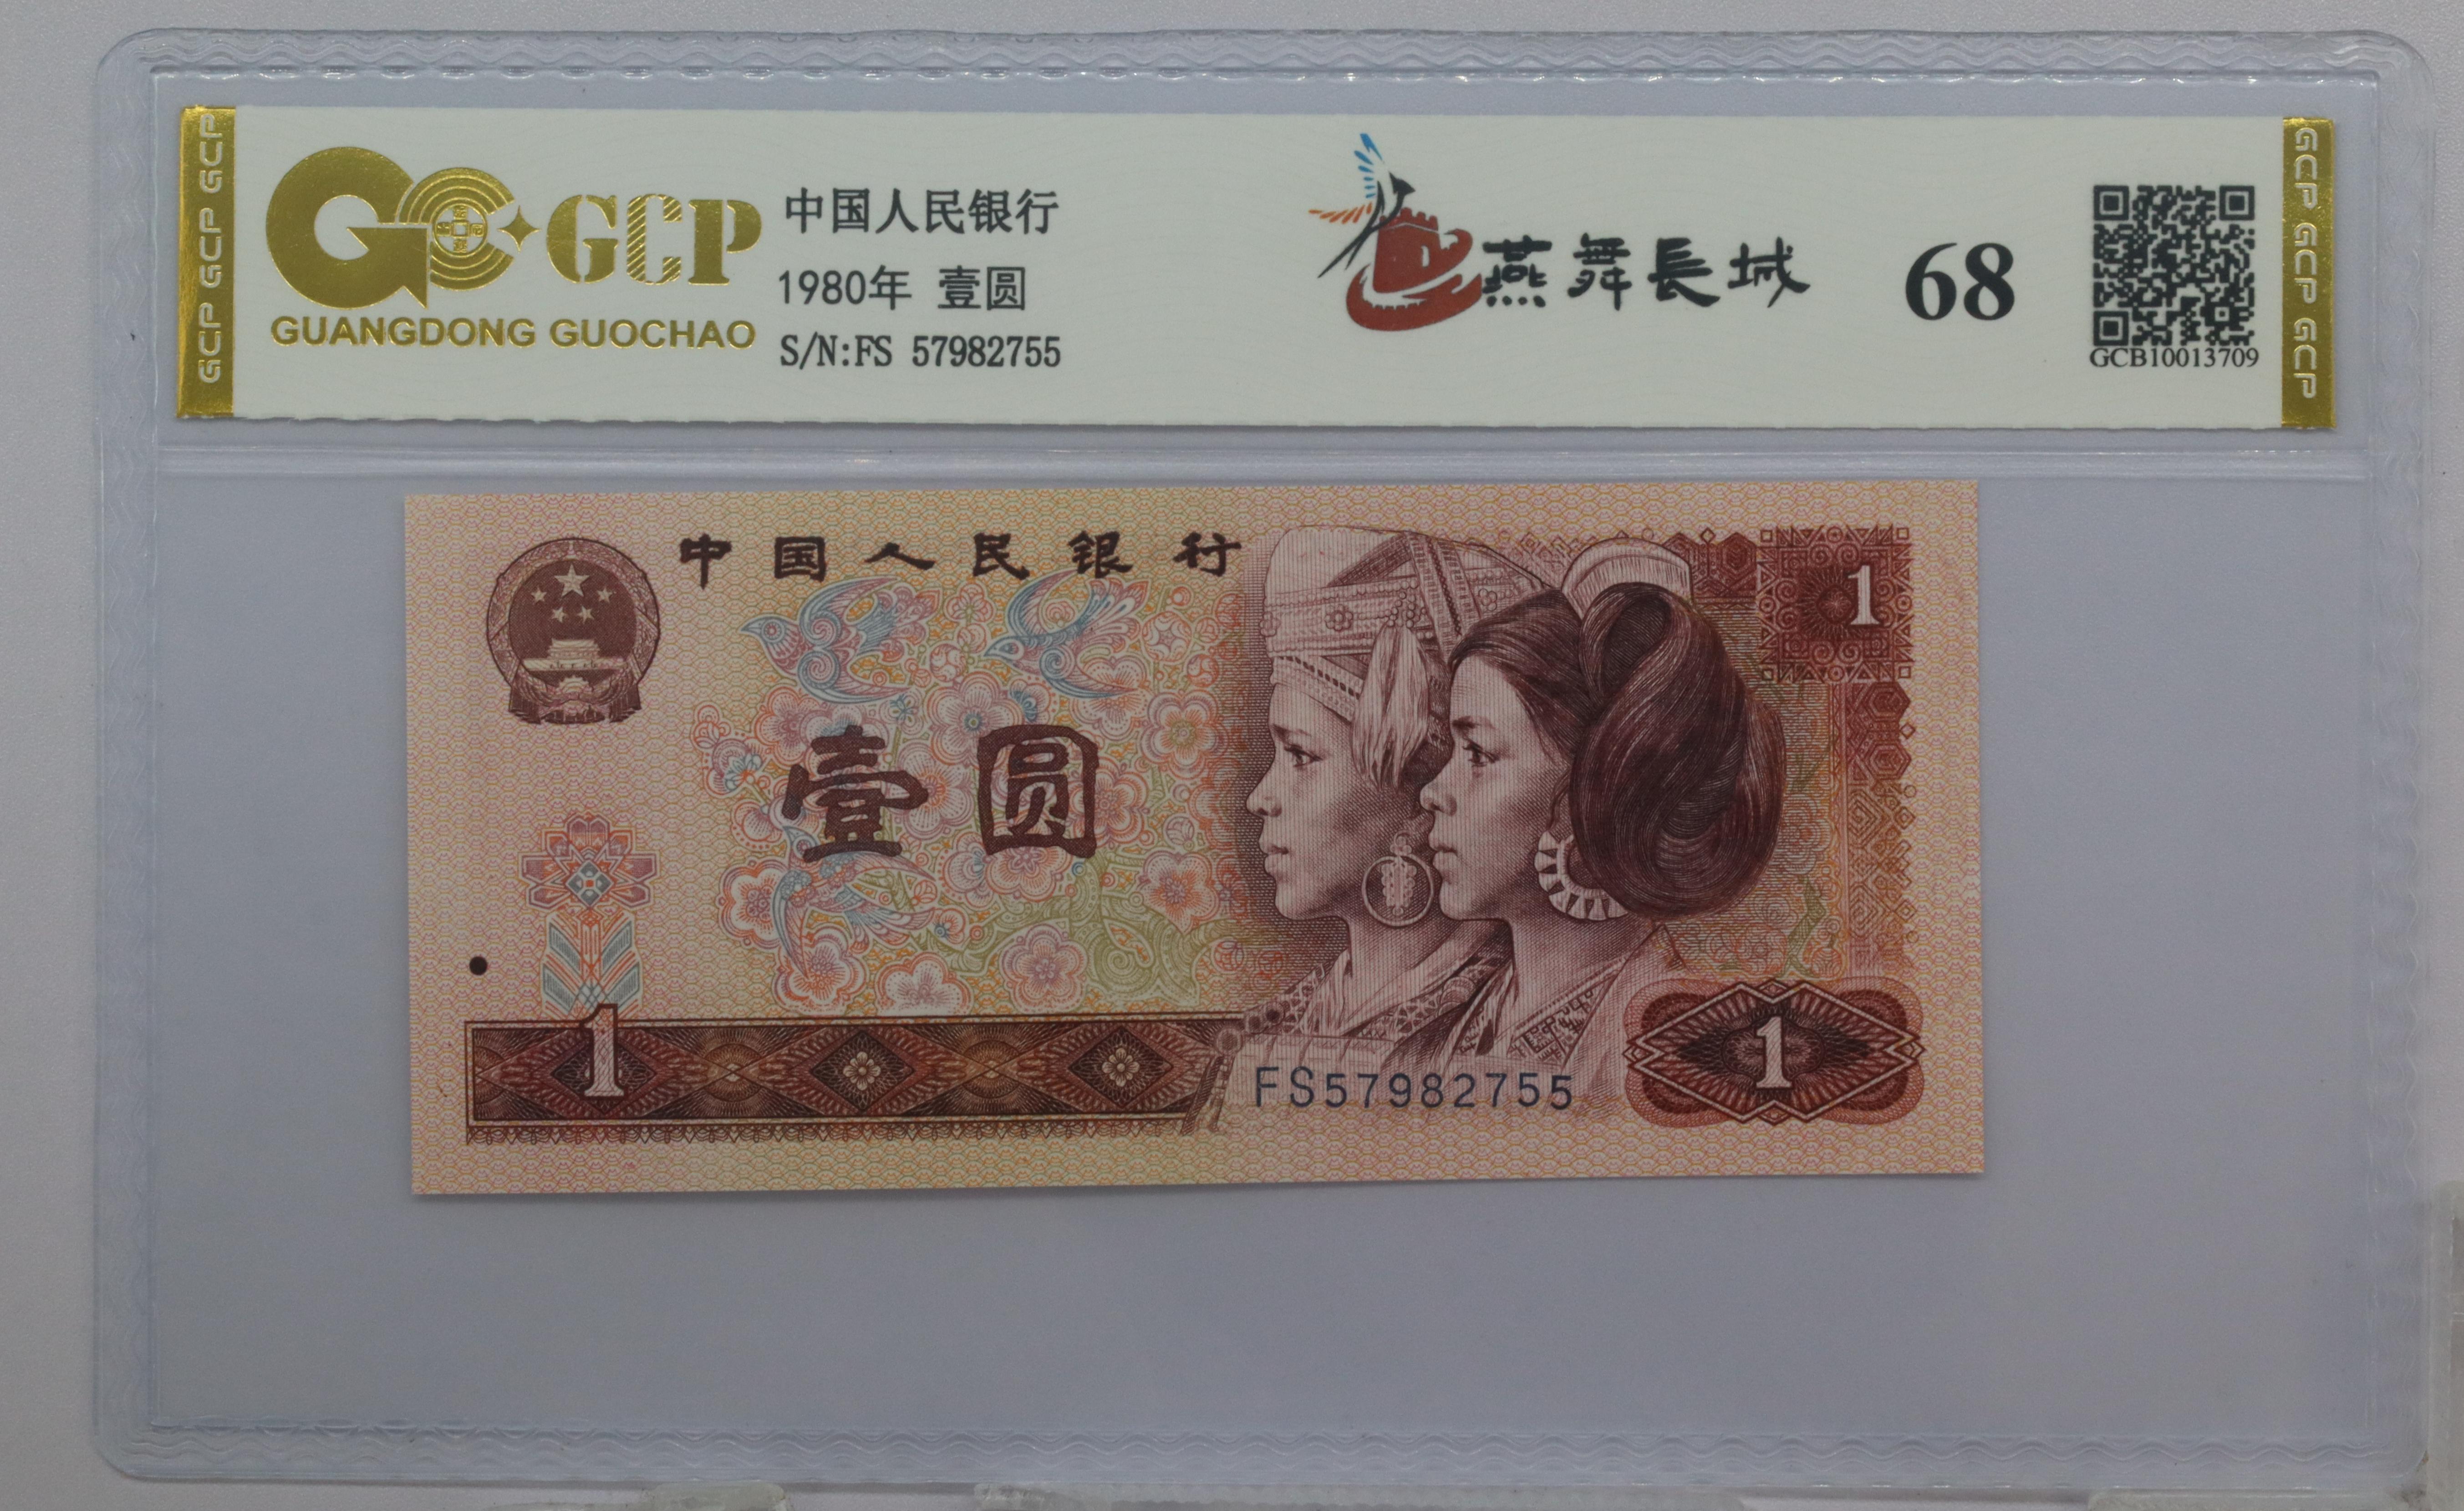 GCP GCP GCP
GCP
GUANGDONG GUOCHAO
中国人民银行
1980年 壹圆
S/N:FS 57982755
燕舞長城
68
GCB10013709
GCP GCP GCP
中国人民银行
1
壹圆
1
FS57982755
1